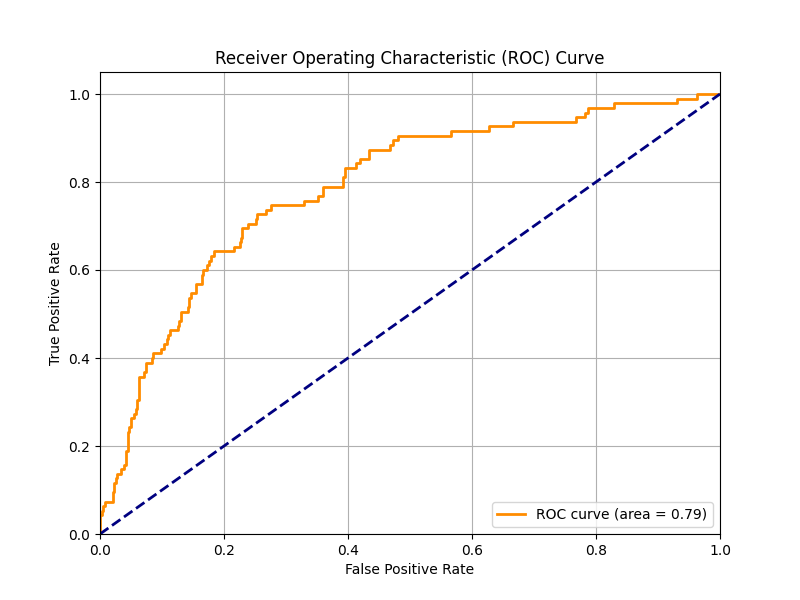 Receiver Operating Characteristic (ROC) Curve
True Positive Rate
1.0
0.8
0.6
0.4
0.2
0.0
ROC curve (area = 0.79)
0.0 0.2 0.4 0.6 0.8 1.0
False Positive Rate